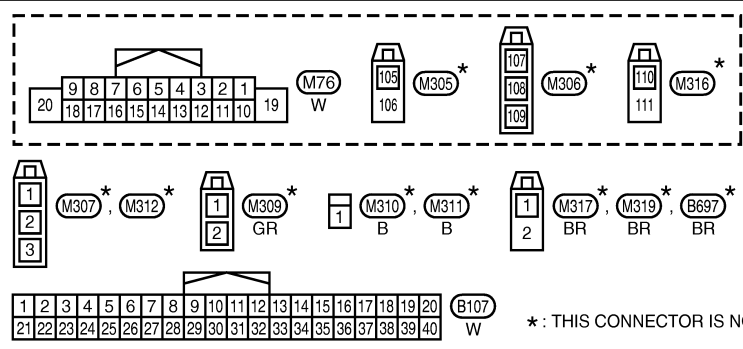 9 8 7 6 5 4 3 2 1
20 18 17 16 15 14 13 12 11 10 19
M76
W
105
106
M305 *
107
108
109
M306 *
110
111
M316 *
1
2
3
M307 * , M312 *
1
2
M309 *
GR
1
M310 * , M311 *
B B
1
2
M317 * , M319 * , B697 *
BR BR BR
1 2 3 4 5 6 7 8 9 10 11 12 13 14 15 16 17 18 19 20
21 22 23 24 25 26 27 28 29 30 31 32 33 34 35 36 37 38 39 40
B107
W
* : THIS CONNECTOR IS